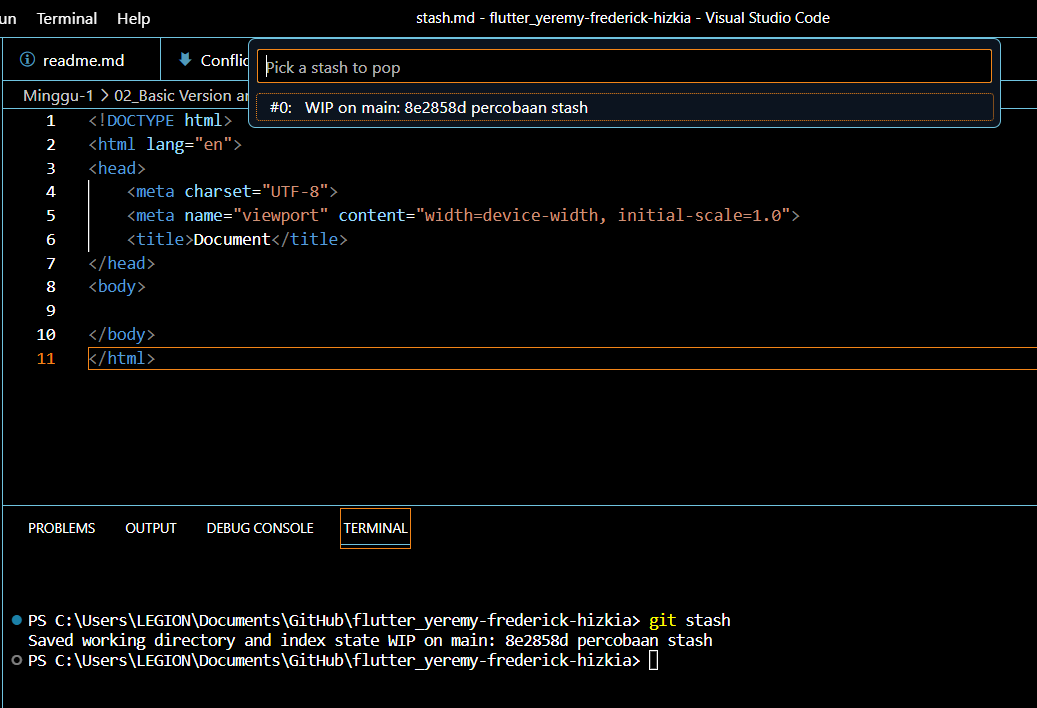 un Terminal Help stash.md - flutter_yeremy-frederick-hizkia - Visual Studio Code
readme.md Conflic
Pick a stash to pop
Minggu-1 > 02_Basic Version an
#0: WIP on main: 8e2858d percobaan stash
1 <!DOCTYPE html>
2 <html lang="en">
3 <head>
4 <meta charset="UTF-8">
5 <meta name="viewport" content="width=device-width, initial-scale=1.0">
6 <title>Document</title>
7 </head>
8 <body>
9
10 </body>
11 </html>
PROBLEMS OUTPUT DEBUG CONSOLE TERMINAL
PS C:\Users\LEGION\Documents\GitHub\flutter_yeremy-frederick-hizkia> git stash
Saved working directory and index state WIP on main: 8e2858d percobaan stash
PS C:\Users\LEGION\Documents\GitHub\flutter_yeremy-frederick-hizkia>